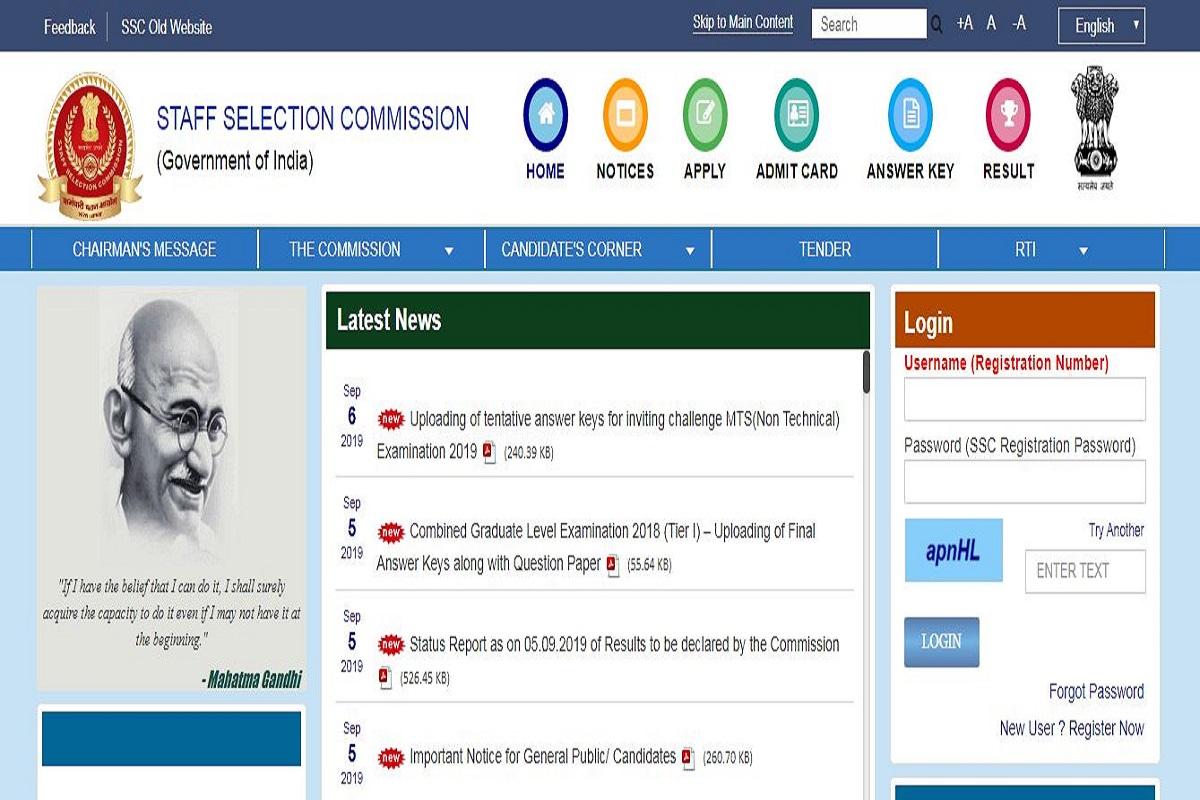 Feedback
SSC Old Website
Skip to Main Content
Search
+A A -A
English
STAFF SELECTION COMMISSION
(Government of India)
STAFF SELECTION COMMISSION
HOME
NOTICES
APPLY
ADMIT CARD
ANSWER KEY
RESULT
सत्यमेव जयते
CHAIRMAN'S MESSAGE
THE COMMISSION
CANDIDATE'S CORNER
TENDER
RTI
"If I have the belief that I can do it, I shall surely
acquire the capacity to do it even if I may not have it at
the beginning."
- Mahatma Gandhi
Latest News
Sep
6
2019
new Uploading of tentative answer keys for inviting challenge MTS(Non Technical)
Examination 2019 (240.39 KB)
Sep
5
2019
new Combined Graduate Level Examination 2018 (Tier I) – Uploading of Final
Answer Keys along with Question Paper (55.64 KB)
Sep
5
2019
new Status Report as on 05.09.2019 of Results to be declared by the Commission
(526.45 KB)
Sep
5
2019
new Important Notice for General Public/ Candidates (260.70 KB)
Login
Username (Registration Number)
Password (SSC Registration Password)
apnHL
Try Another
ENTER TEXT
LOGIN
Forgot Password
New User ? Register Now